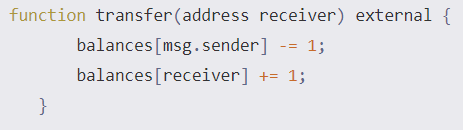 function transfer(address receiver) external {
balances[msg.sender] -= 1;
balances[receiver] += 1;
}